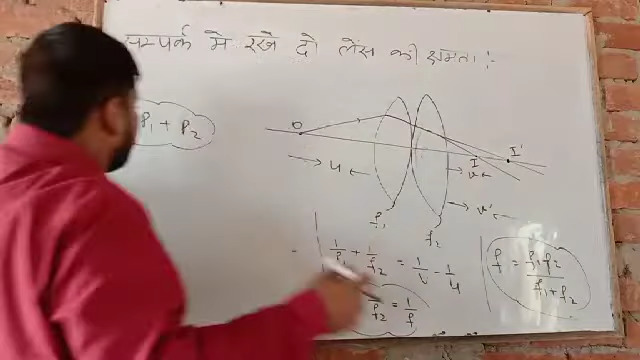 सम्पर्क मे रखे दो लेंस की क्षमता :-
P₁ + P₂
O
I
I'
u
v
v'
f₁
f₂
1/f₁ + 1/f₂ = 1/v - 1/u
f₂ = 1/f
f = f₁f₂/f₁+f₂